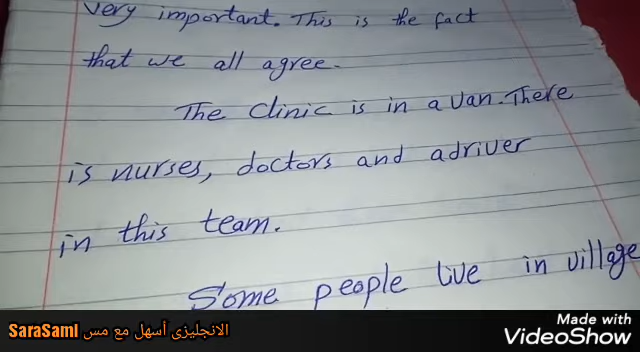 very important. This is the fact
that we all agree.
The Clinic is in a van. There
is nurses, doctors and adriver
in this team.
Some people live in village
الانجليزى أسهل مع مس SaraSamI
Made with
VideoShow